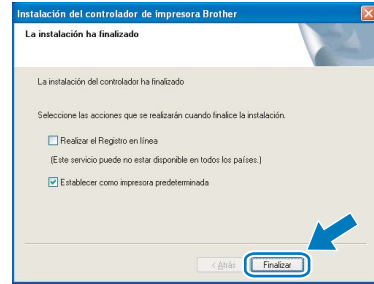 Instalación del controlador de impresora Brother
La instalación ha finalizado
La instalación del controlador ha finalizado
Seleccione las acciones que se realizarán cuando finalice la instalación.
Realizar el Registro en línea
(Este servicio puede no estar disponible en todos los países.)
Establecer como impresora predeterminada
< Atrás
Finalizar